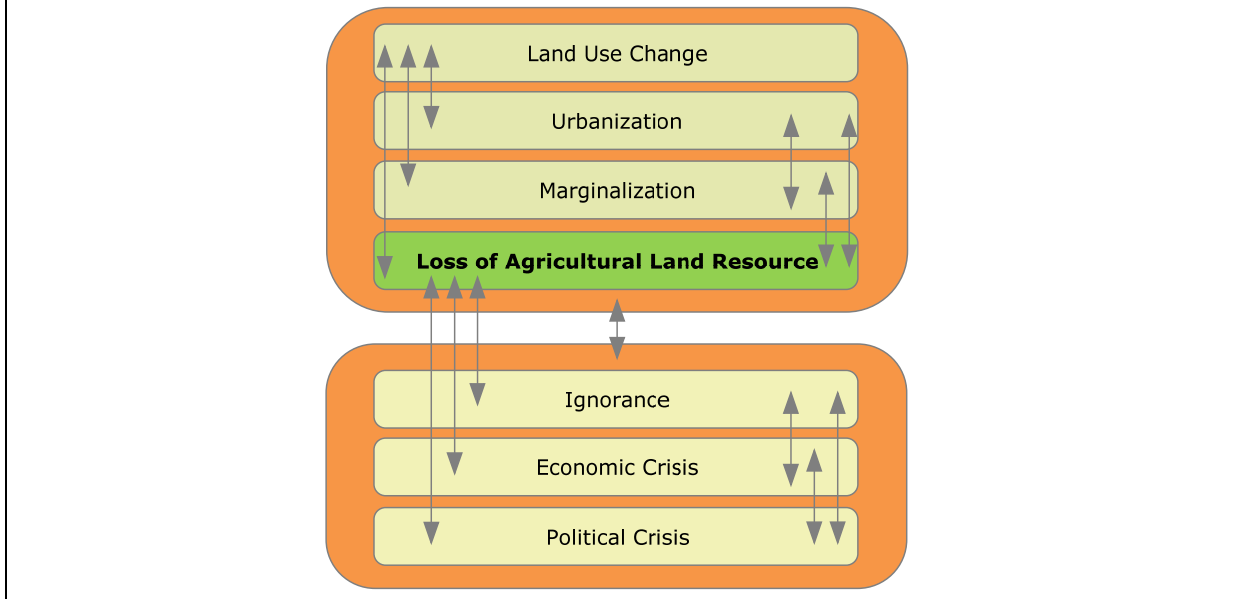 Land Use Change
Urbanization
Marginalization
Loss of Agricultural Land Resource
Ignorance
Economic Crisis
Political Crisis